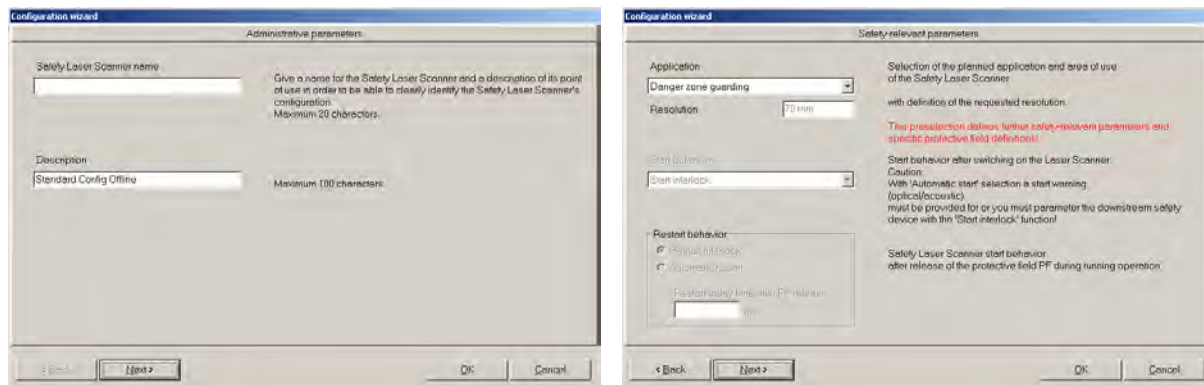 Configuration wizard
Administrative parameters
Safety Laser Scanner name
Give a name for the Safety Laser Scanner and a description of its point
of use in order to be able to clearly identify the Safety Laser Scanner's
configuration.
Maximum 20 characters.
Description
Standard Config Offline
Maximum 100 characters.
< Back
Next >
OK
Cancel
Configuration wizard
Safety-relevant parameters
Application
Danger zone guarding
Resolution
70 mm
Selection of the planned application and area of use
of the Safety Laser Scanner
with definition of the requested resolution.
This preselection defines further safety-relevant parameters and
specific protective field definitions!
Start behavior
Start interlock
Start behavior after switching on the Laser Scanner.
Caution:
With 'Automatic start' selection a start warning
(optical/acoustic)
must be provided for or you must parameter the downstream safety
device with thn 'Start interlock' function!
Restart behavior
Restart interlock
Automatic restart
Restart delay time after PF release
Safety Laser Scanner start behavior
after release of the protective field PF during running operation
< Back
Next >
OK
Cancel